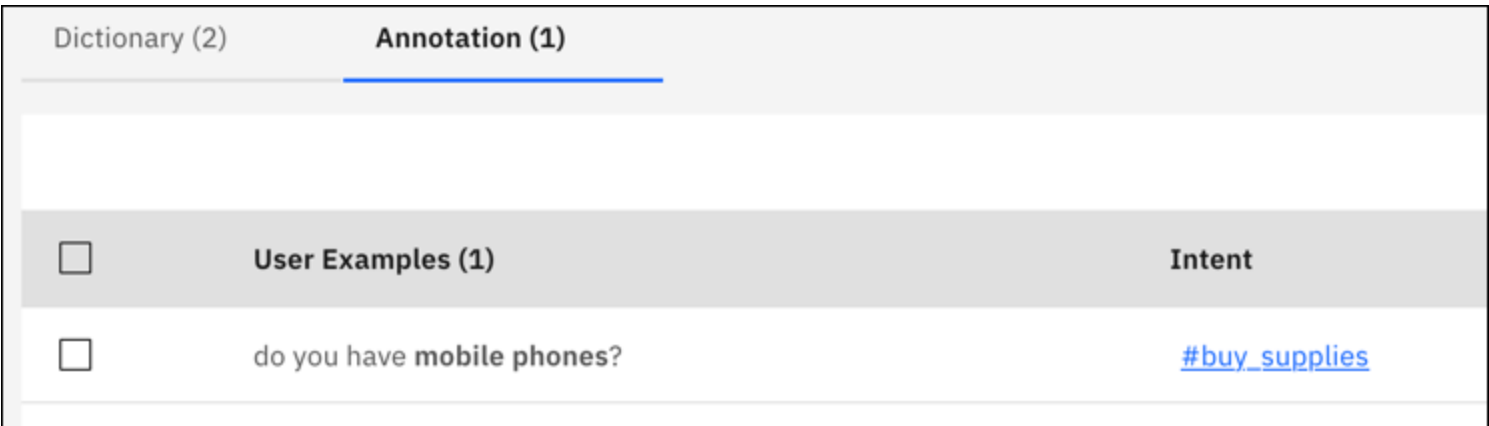 Dictionary (2) Annotation (1)
User Examples (1) Intent
do you have mobile phones? #buy_supplies